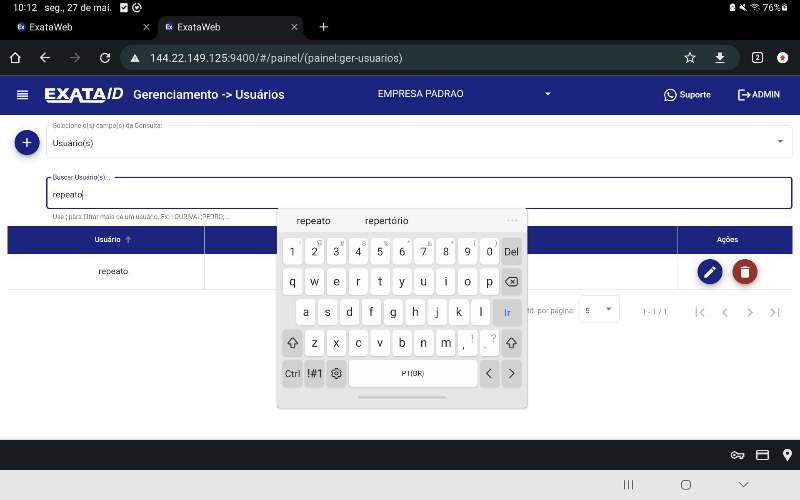 10:12 seg., 27 de mai. 76%
ExataWeb
ExataWeb
144.22.149.125:9400/#/painel/(painel:ger-usuarios)
2
EXATAID Gerenciamento -> Usuários EMPRESA PADRAO Suporte ADMIN
Selecione o(s) campo(s) da Consulta:
Usuário(s)
Buscar Usuário(s)...
repeato
Use ; para filtrar mais de um usuário. Ex.: LOURIVAL;PEDRO;...
repeato repertório
Usuário Ações
repeato
1 2 3 4 5 6 7 8 9 0 Del
q w e r t y u i o p
a s d f g h j k l Ir
z x c v b n m , ! . ?
Ctrl !#1 PT(BR) < >
por página: 5 1 - 1 / 1